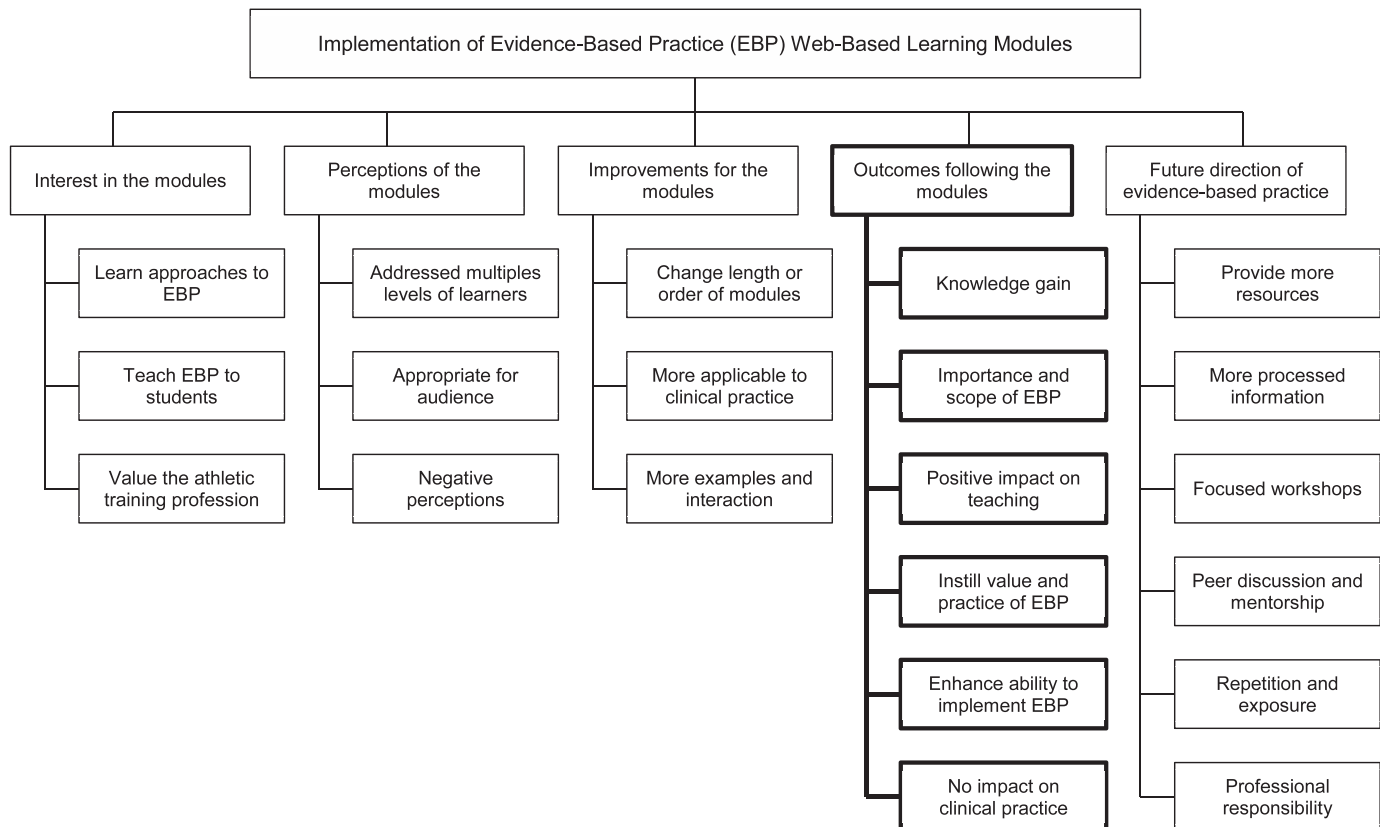 Implementation of Evidence-Based Practice (EBP) Web-Based Learning Modules
Interest in the modules
Learn approaches to
EBP
Teach EBP to
students
Value the athletic
training profession
Perceptions of the
modules
Addressed multiples
levels of learners
Appropriate for
audience
Negative
perceptions
Improvements for the
modules
Change length or
order of modules
More applicable to
clinical practice
More examples and
interaction
Outcomes following the
modules
Knowledge gain
Importance and
scope of EBP
Positive impact on
teaching
Instill value and
practice of EBP
Enhance ability to
implement EBP
No impact on
clinical practice
Future direction of
evidence-based practice
Provide more
resources
More processed
information
Focused workshops
Peer discussion and
mentorship
Repetition and
exposure
Professional
responsibility